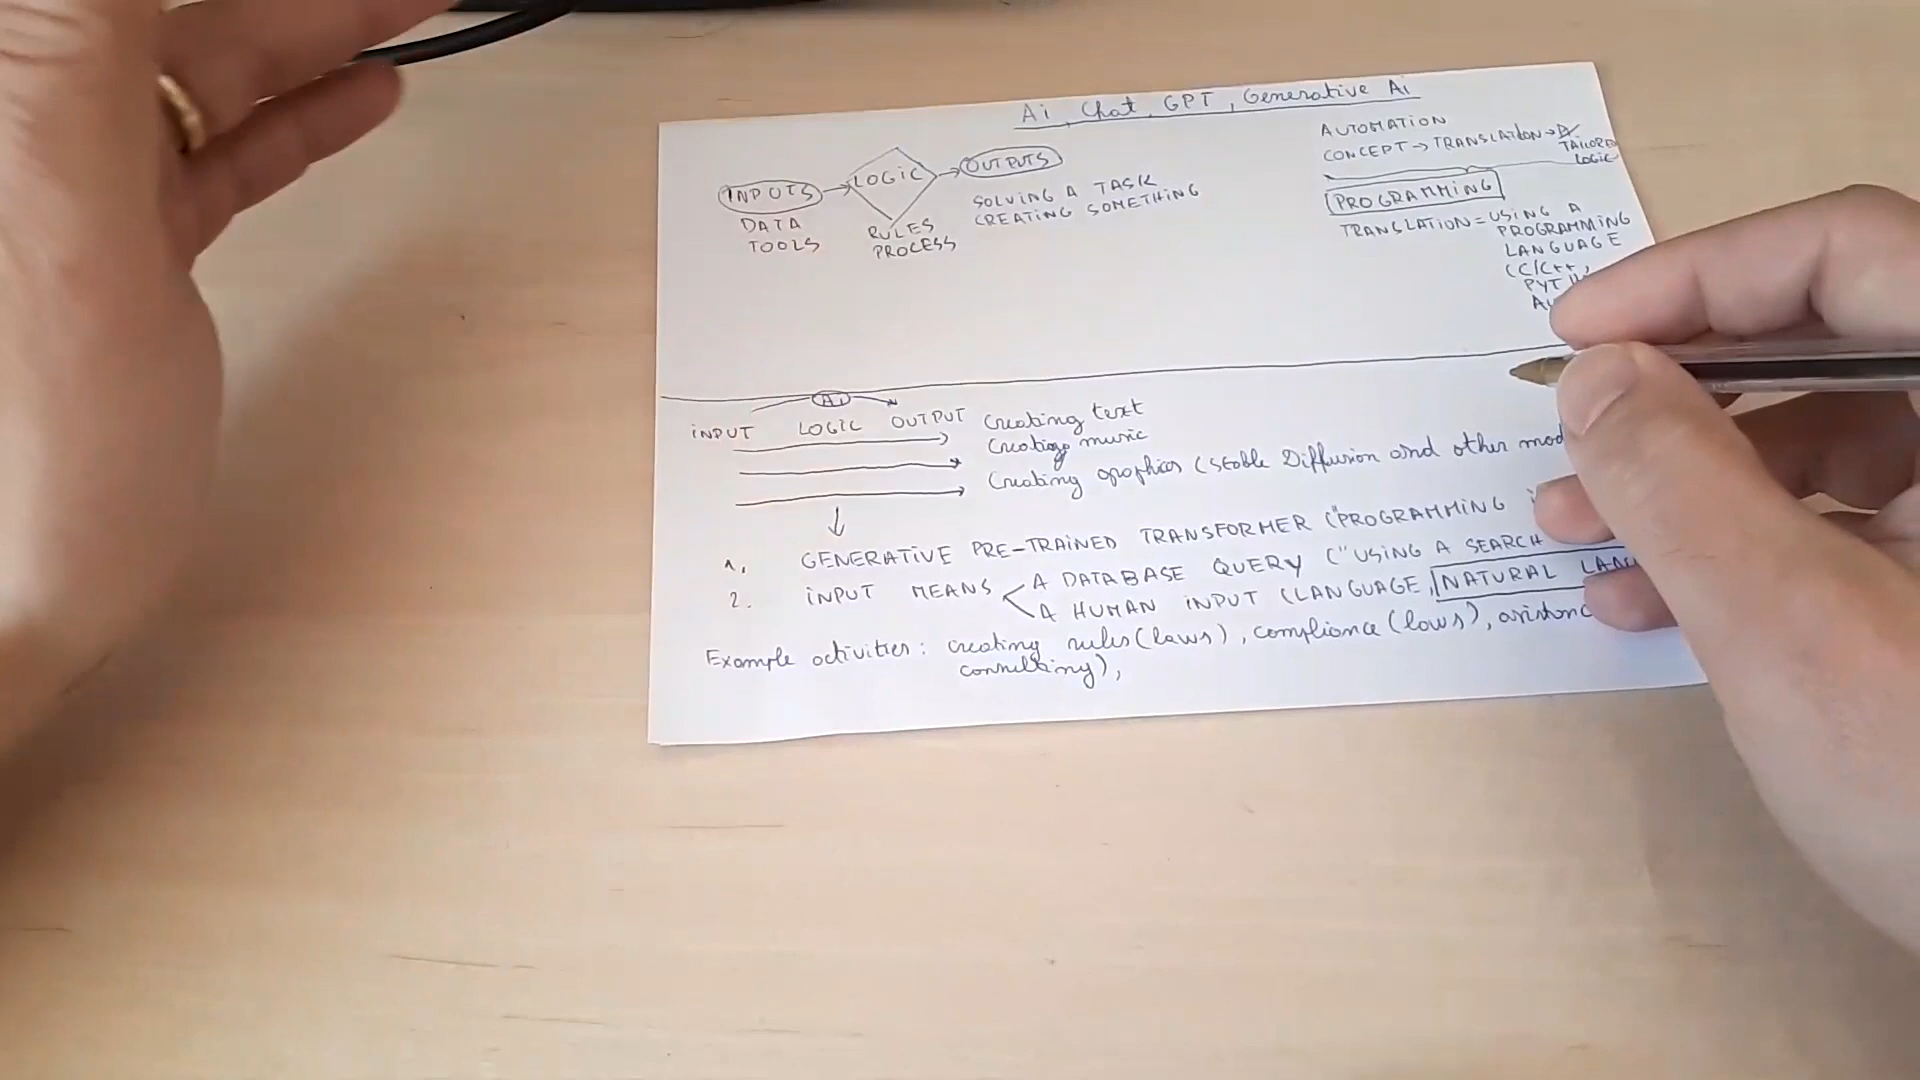 Ai, Chat GPT, Generative Ai
INPUTS → LOGIC → OUTPUTS
DATA
TOOLS
RULES
PROCESS
SOLVING A TASK
CREATING SOMETHING
AUTOMATION
CONCEPT → TRANSLATION →
TAILORED
LOGIC
PROGRAMMING
TRANSLATION = USING A
PROGRAMMING
LANGUAGE
(C/C++,
Ai
INPUT LOGIC OUTPUT
Creating text
Creating music
Creating graphics (Stable Diffusion and other
1. GENERATIVE PRE-TRAINED TRANSFORMER ("PROGRAMMING
2. INPUT MEANS < A DATABASE QUERY ("USING A SEARCH
A HUMAN INPUT (LANGUAGE, NATURAL
Example activities: creating rules (laws), compliance (laws),
consulting),